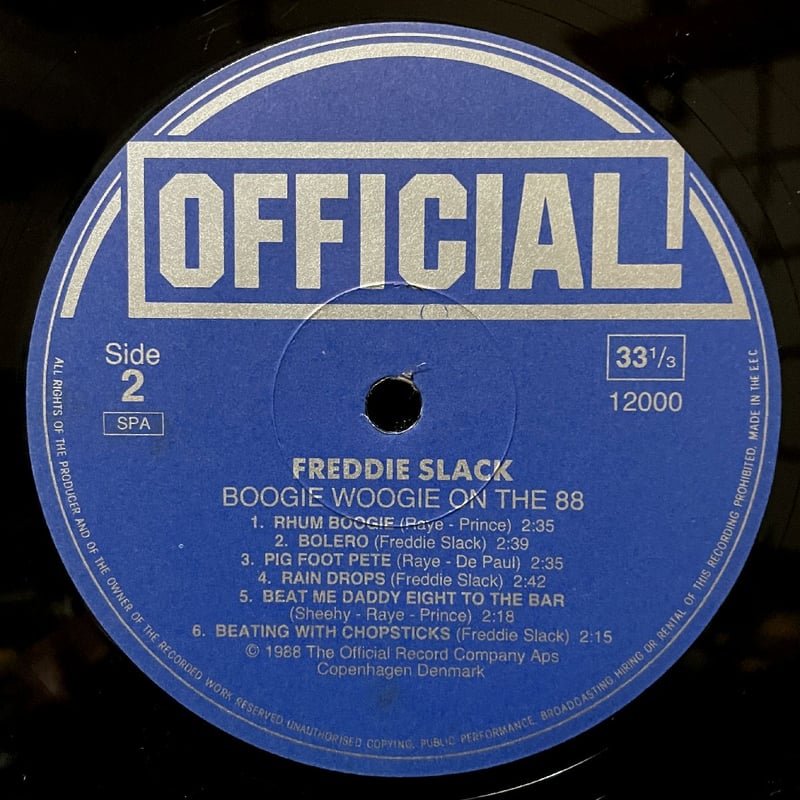 OFFICIAL
Side
2
SPA
33 1/3
12000
FREDDIE SLACK
BOOGIE WOOGIE ON THE 88
1. RHUM BOOGIE (Raye - Prince) 2:35
2. BOLERO (Freddie Slack) 2:39
3. PIG FOOT PETE (Raye - De Paul) 2:35
4. RAIN DROPS (Freddie Slack) 2:42
5. BEAT ME DADDY EIGHT TO THE BAR
(Sheehy - Raye - Prince) 2:18
6. BEATING WITH CHOPSTICKS (Freddie Slack) 2:15
© 1988 The Official Record Company Aps
Copenhagen Denmark
ALL RIGHTS OF THE PRODUCER AND OF THE OWNER OF THE RECORDED WORK RESERVED UNAUTHORISED COPYING, PUBLIC PERFORMANCE, BROADCASTING HIRING OR RENTAL OF THIS RECORDING PROHIBITED, MADE IN THE E.E.C.